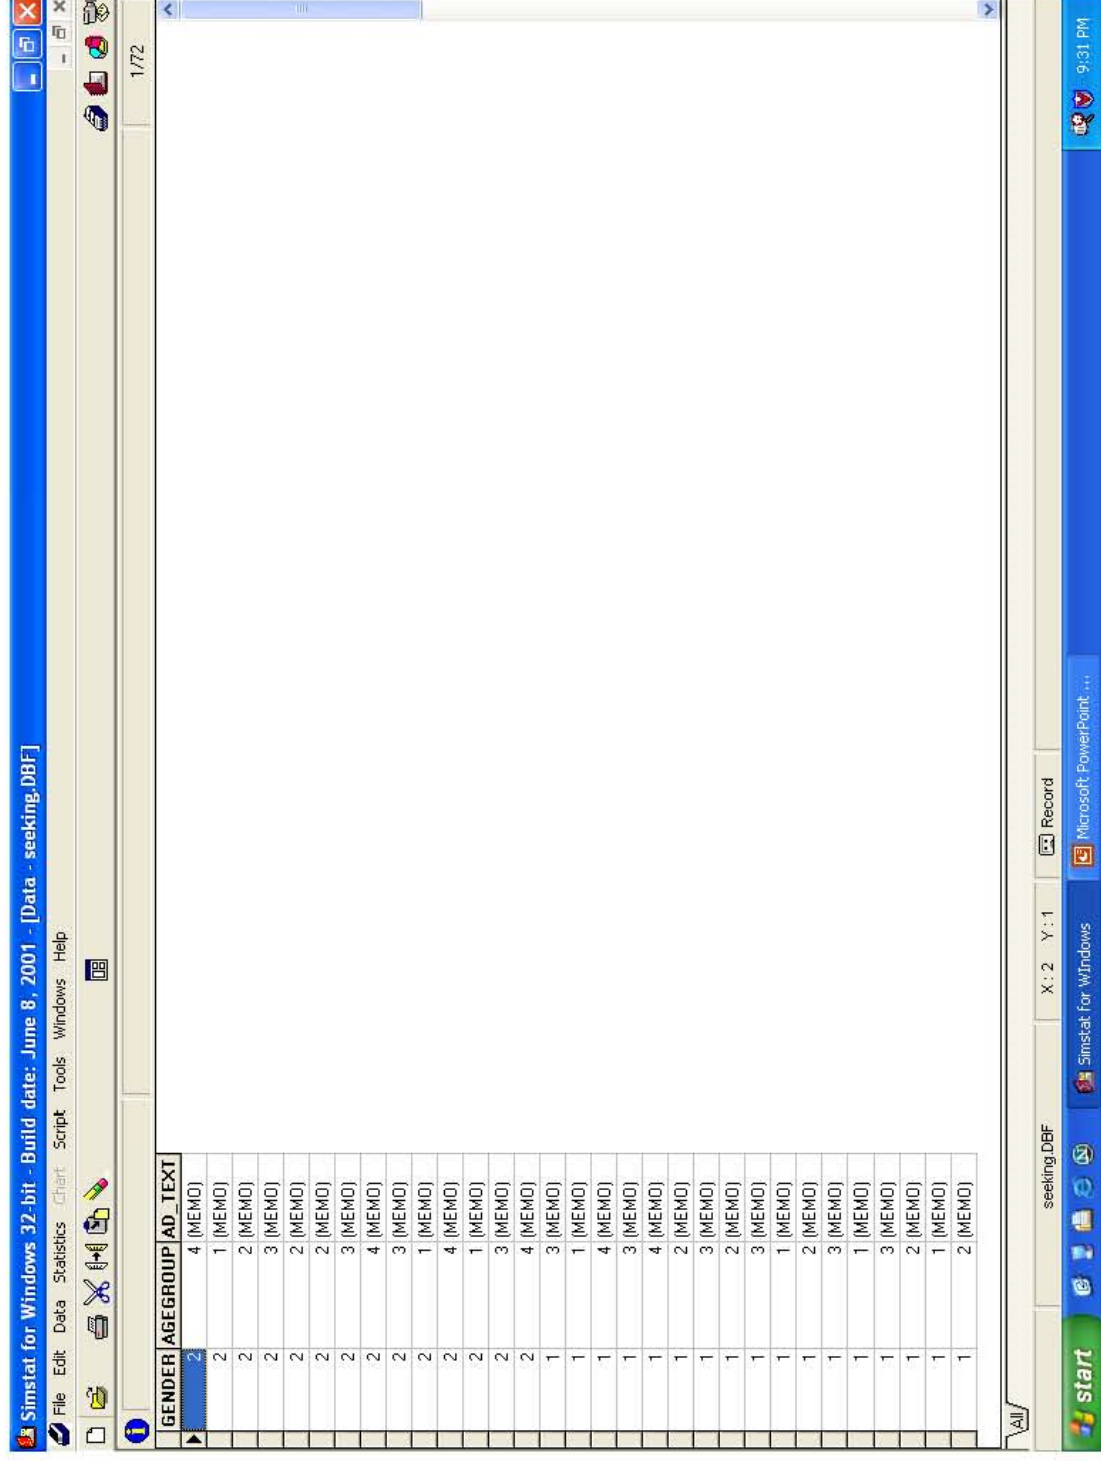 Simstat for Windows 32-bit - Build date: June 8, 2001 - [Data - seeking.DBF]
File Edit Data Statistics Chart Script Tools Windows Help
1/72
GENDER AGEGROUP AD_TEXT
2 4 (MEMO)
2 1 (MEMO)
2 2 (MEMO)
2 3 (MEMO)
2 2 (MEMO)
2 2 (MEMO)
2 3 (MEMO)
2 4 (MEMO)
2 3 (MEMO)
2 1 (MEMO)
2 4 (MEMO)
2 1 (MEMO)
2 3 (MEMO)
2 4 (MEMO)
1 3 (MEMO)
1 1 (MEMO)
1 4 (MEMO)
1 3 (MEMO)
1 4 (MEMO)
1 2 (MEMO)
1 3 (MEMO)
1 2 (MEMO)
1 3 (MEMO)
1 1 (MEMO)
1 2 (MEMO)
1 3 (MEMO)
1 1 (MEMO)
1 3 (MEMO)
1 2 (MEMO)
1 1 (MEMO)
1 2 (MEMO)
All
seeking.DBF X: 2 Y: 1 Record
start Simstat for WIndows Microsoft PowerPoint ... 9:31 PM